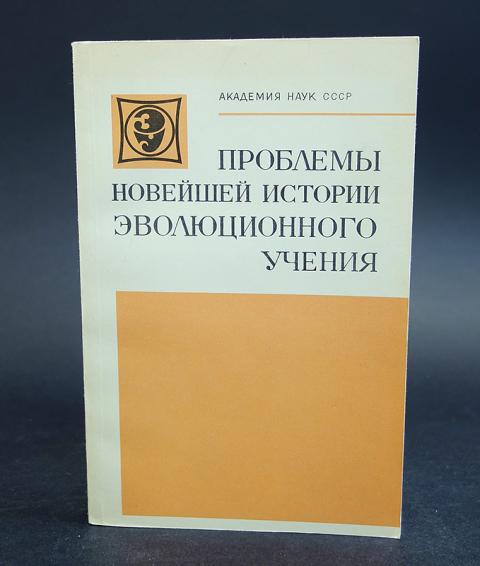 АКАДЕМИЯ НАУК СССР
ПРОБЛЕМЫ
НОВЕЙШЕЙ ИСТОРИИ
ЭВОЛЮЦИОННОГО
УЧЕНИЯ